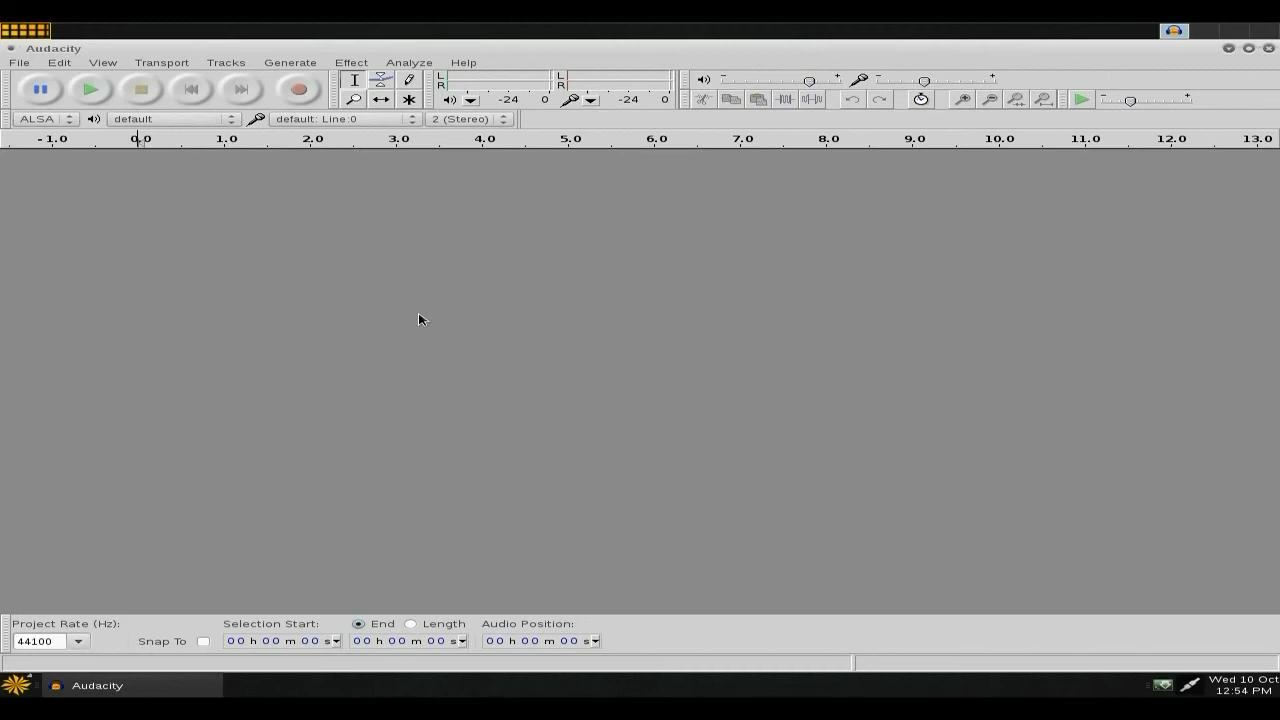 Audacity
File Edit View Transport Tracks Generate Effect Analyze Help
L
R
-24 0
L
R
-24 0
ALSA default default: Line:0 2 (Stereo)
-1.0 0.0 1.0 2.0 3.0 4.0 5.0 6.0 7.0 8.0 9.0 10.0 11.0 12.0 13.0
Project Rate (Hz): Selection Start: End Length Audio Position:
44100 Snap To 00 h 00 m 00 s 00 h 00 m 00 s 00 h 00 m 00 s
Audacity
Wed 10 Oct
12:54 PM